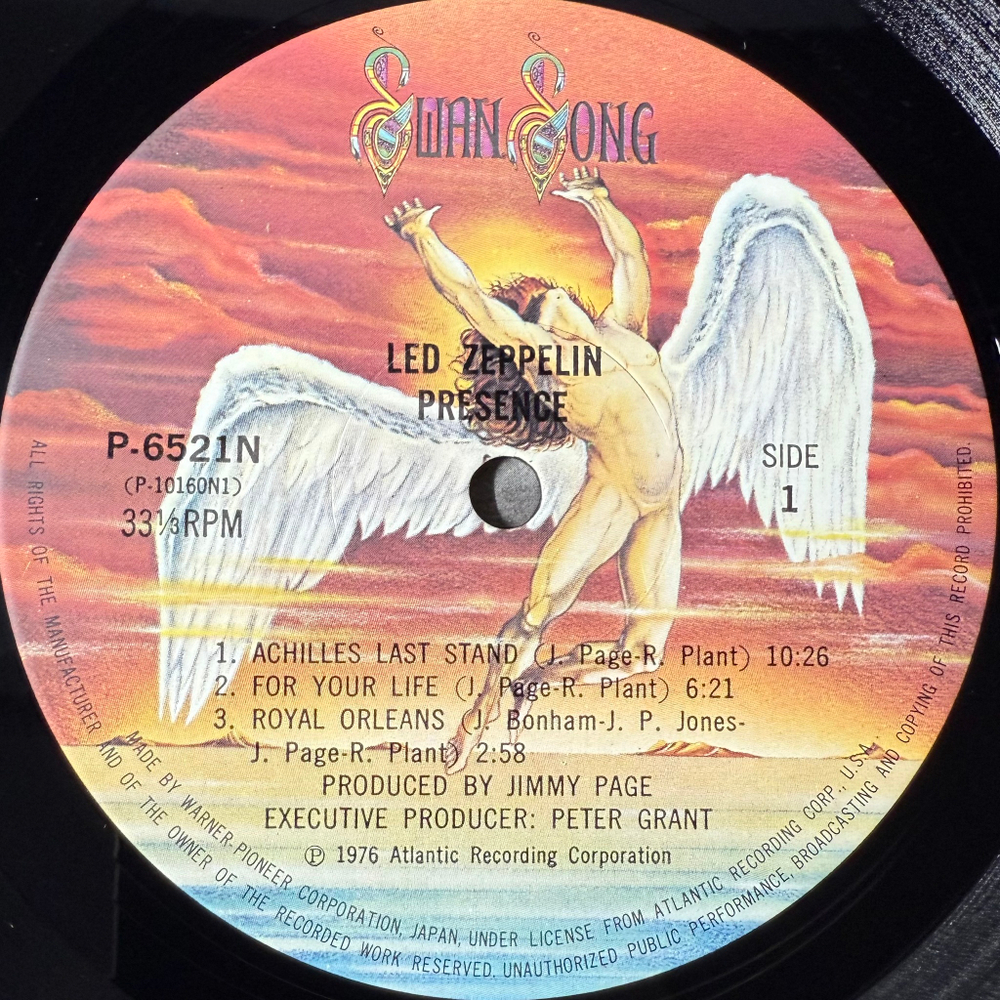 SWAN SONG
LED ZEPPELIN
PRESENCE
P-6521N
(P-10160N1)
33⅓RPM
SIDE
1
1. ACHILLES LAST STAND (J. Page-R. Plant) 10:26
2. FOR YOUR LIFE (J. Page-R. Plant) 6:21
3. ROYAL ORLEANS (J. Bonham-J. P. Jones-
J. Page-R. Plant) 2:58
PRODUCED BY JIMMY PAGE
EXECUTIVE PRODUCER: PETER GRANT
Ⓟ 1976 Atlantic Recording Corporation
MADE BY WARNER-PIONEER CORPORATION, JAPAN, UNDER LICENSE FROM ATLANTIC RECORDING CORP., U.S.A.
ALL RIGHTS OF THE MANUFACTURER AND OF THE OWNER OF THE RECORDED WORK RESERVED. UNAUTHORIZED PUBLIC PERFORMANCE, BROADCASTING AND COPYING OF THIS RECORD PROHIBITED.